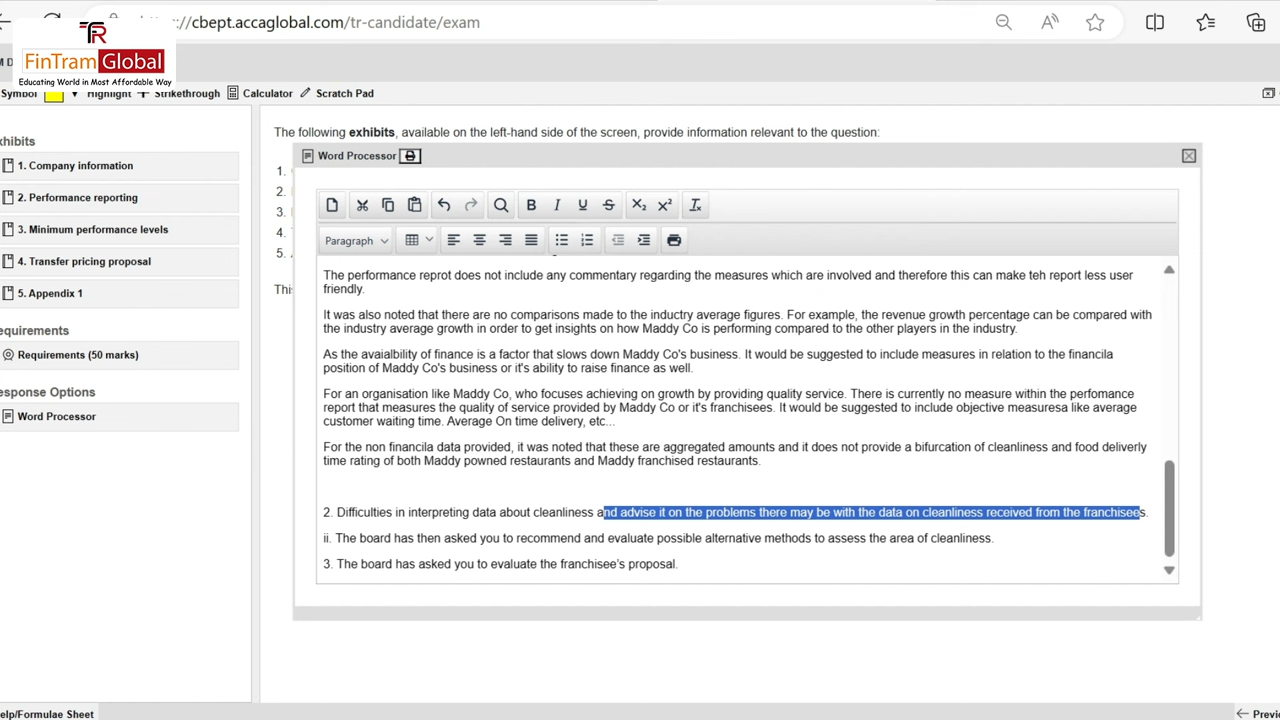 ://cbept.accaglobal.com/tr-candidate/exam
FinTram Global
Educating World in Most Affordable Way
Symbol Highlight Strikethrough Calculator Scratch Pad
xhibits
1. Company information
2. Performance reporting
3. Minimum performance levels
4. Transfer pricing proposal
5. Appendix 1
equirements
Requirements (50 marks)
esponse Options
Word Processor
The following exhibits, available on the left-hand side of the screen, provide information relevant to the question:
1.
2.
3.
4.
5.
Word Processor
Paragraph
The performance reprot does not include any commentary regarding the measures which are involved and therefore this can make teh report less user
friendly.
It was also noted that there are no comparisons made to the industry average figures. For example, the revenue growth percentage can be compared with
the industry average growth in order to get insights on how Maddy Co is performing compared to the other players in the industry.
As the avaialbility of finance is a factor that slows down Maddy Co's business. It would be suggested to include measures in relation to the financila
position of Maddy Co's business or it's ability to raise finance as well.
For an organisation like Maddy Co, who focuses achieving on growth by providing quality service. There is currently no measure within the perfomance
report that measures the quality of service provided by Maddy Co or it's franchisees. It would be suggested to include objective measuresa like average
customer waiting time. Average On time delivery, etc...
For the non financila data provided, it was noted that these are aggregated amounts and it does not provide a bifurcation of cleanliness and food deliverly
time rating of both Maddy powned restaurants and Maddy franchised restaurants.
2. Difficulties in interpreting data about cleanliness and advise it on the problems there may be with the data on cleanliness received from the franchisees.
ii. The board has then asked you to recommend and evaluate possible alternative methods to assess the area of cleanliness.
3. The board has asked you to evaluate the franchisee's proposal.
elp/Formulae Sheet
Previo